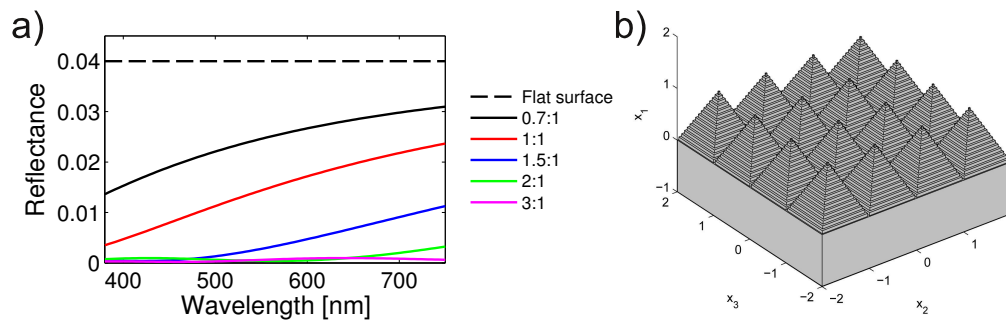 a)
0.04
0.03
0.02
0.01
0
Reflectance
400 500 600 700
Wavelength [nm]
Flat surface
0.7:1
1:1
1.5:1
2:1
3:1
b)
2
1
0
−1
x1
2
1
0
−1
−2
x3
−2
−1
0
1
x2